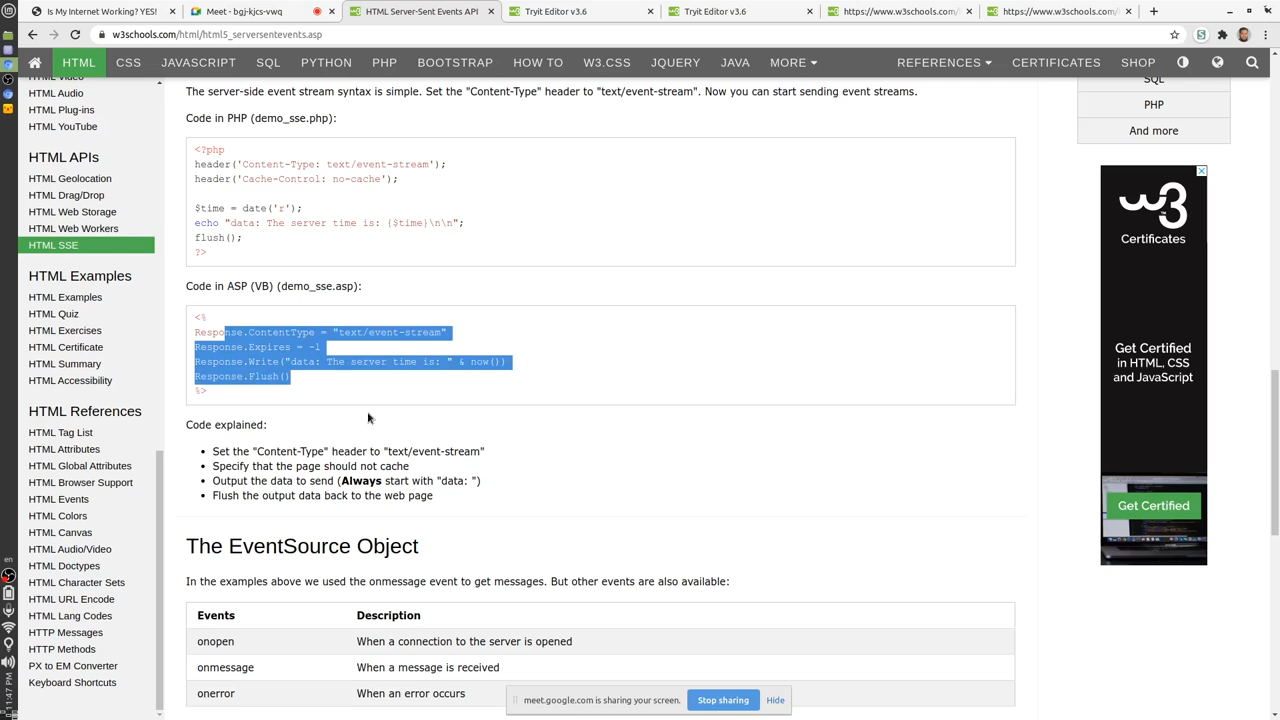 Is My Internet Working? YES!
Meet - bgj-kjcs-vwq
HTML Server-Sent Events API
Tryit Editor v3.6
Tryit Editor v3.6
https://www.w3schools.com/
https://www.w3schools.com/
w3schools.com/html/html5_serversentevents.asp
HTML CSS JAVASCRIPT SQL PYTHON PHP BOOTSTRAP HOW TO W3.CSS JQUERY JAVA MORE REFERENCES CERTIFICATES SHOP
HTML Video
HTML Audio
HTML Plug-ins
HTML YouTube
HTML APIs
HTML Geolocation
HTML Drag/Drop
HTML Web Storage
HTML Web Workers
HTML SSE
HTML Examples
HTML Examples
HTML Quiz
HTML Exercises
HTML Certificate
HTML Summary
HTML Accessibility
HTML References
HTML Tag List
HTML Attributes
HTML Global Attributes
HTML Browser Support
HTML Events
HTML Colors
HTML Canvas
HTML Audio/Video
HTML Doctypes
HTML Character Sets
HTML URL Encode
HTML Lang Codes
HTTP Messages
HTTP Methods
PX to EM Converter
Keyboard Shortcuts
The server-side event stream syntax is simple. Set the "Content-Type" header to "text/event-stream". Now you can start sending event streams.
Code in PHP (demo_sse.php):
<?php
header('Content-Type: text/event-stream');
header('Cache-Control: no-cache');
$time = date('r');
echo "data: The server time is: {$time}\n\n";
flush();
?>
Code in ASP (VB) (demo_sse.asp):
<%
Response.ContentType = "text/event-stream"
Response.Expires = -1
Response.Write("data: The server time is: " & now())
Response.Flush()
%>
Code explained:
Set the "Content-Type" header to "text/event-stream"
Specify that the page should not cache
Output the data to send (Always start with "data: ")
Flush the output data back to the web page
The EventSource Object
In the examples above we used the onmessage event to get messages. But other events are also available:
Events Description
onopen When a connection to the server is opened
onmessage When a message is received
onerror When an error occurs
SQL
PHP
And more
w3
Certificates
Get Certified
in HTML, CSS
and JavaScript
Get Certified
meet.google.com is sharing your screen.
Stop sharing
Hide
en
11:47 PM